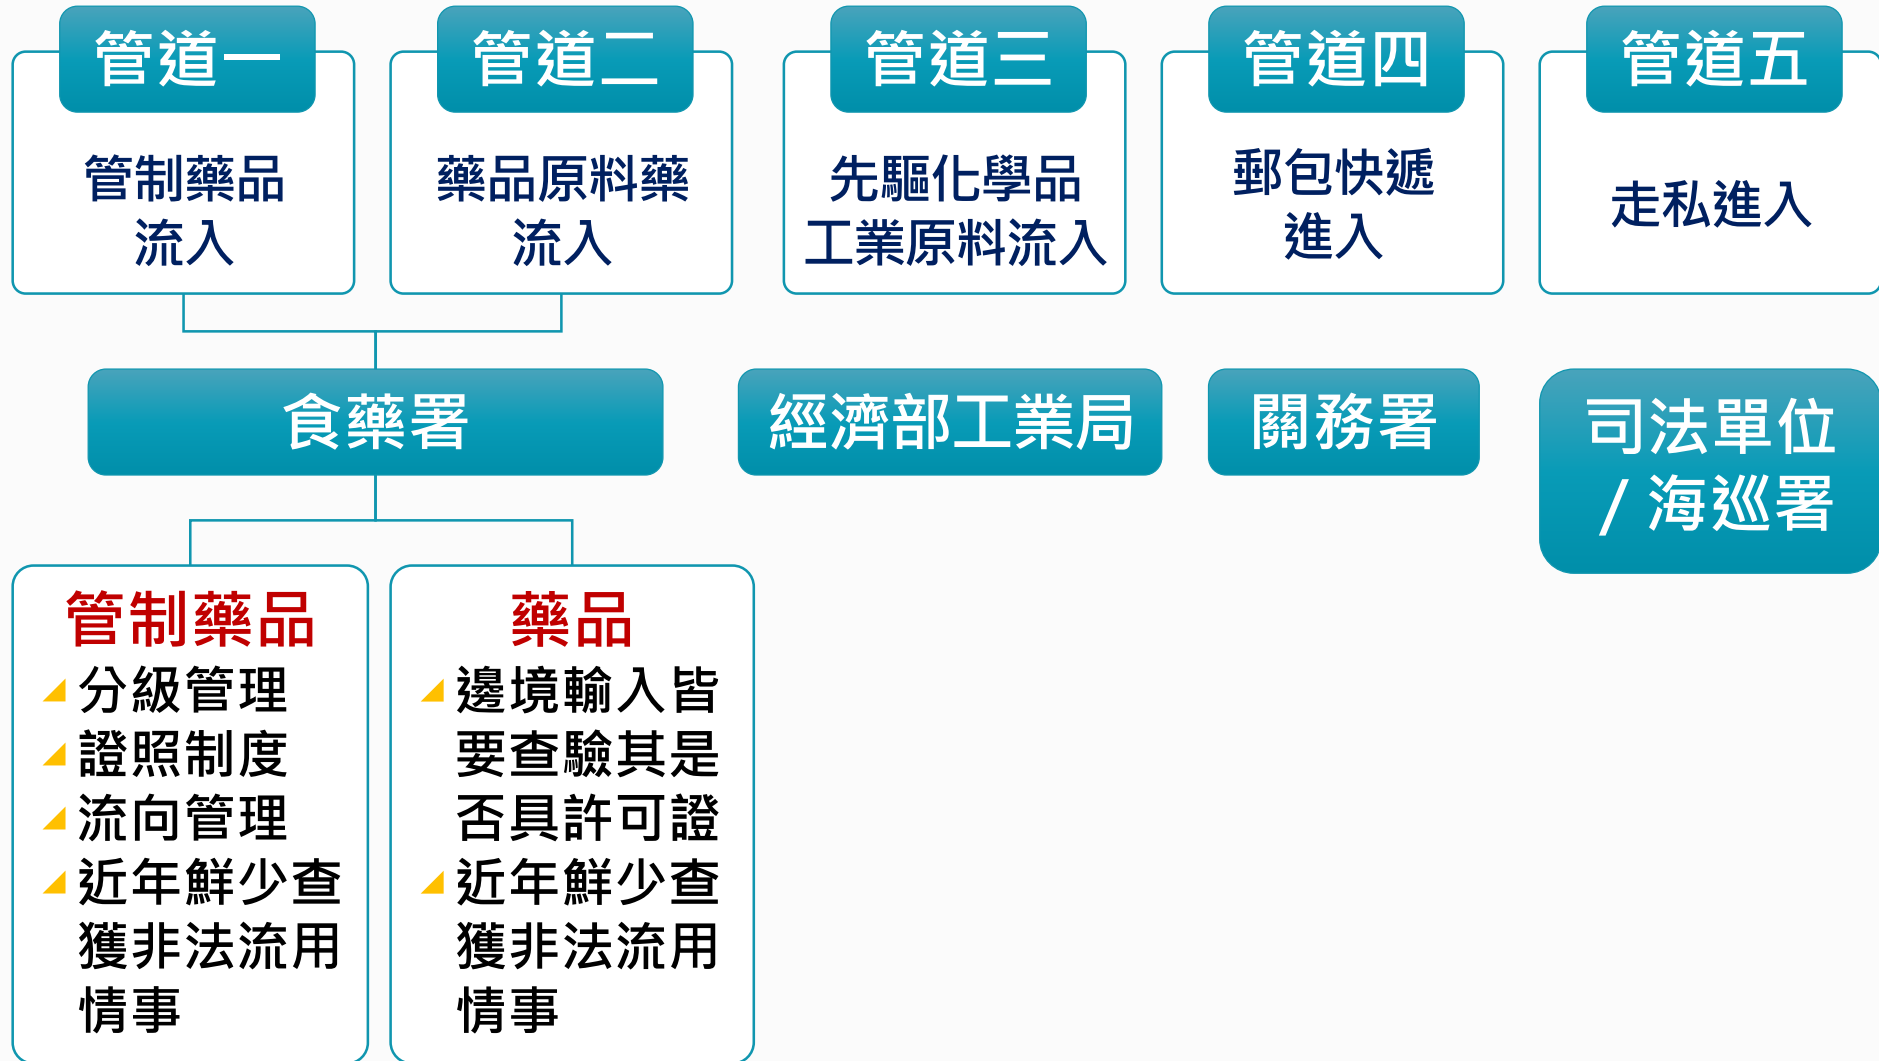 管道一
管制藥品
流入
管道二
藥品原料藥
流入
管道三
先驅化學品
工業原料流入
管道四
郵包快遞
進入
管道五
走私進入
食藥署
經濟部工業局
關務署
司法單位
/ 海巡署
管制藥品
分級管理
證照制度
流向管理
近年鮮少查
獲非法流用
情事
藥品
邊境輸入皆
要查驗其是
否具許可證
近年鮮少查
獲非法流用
情事